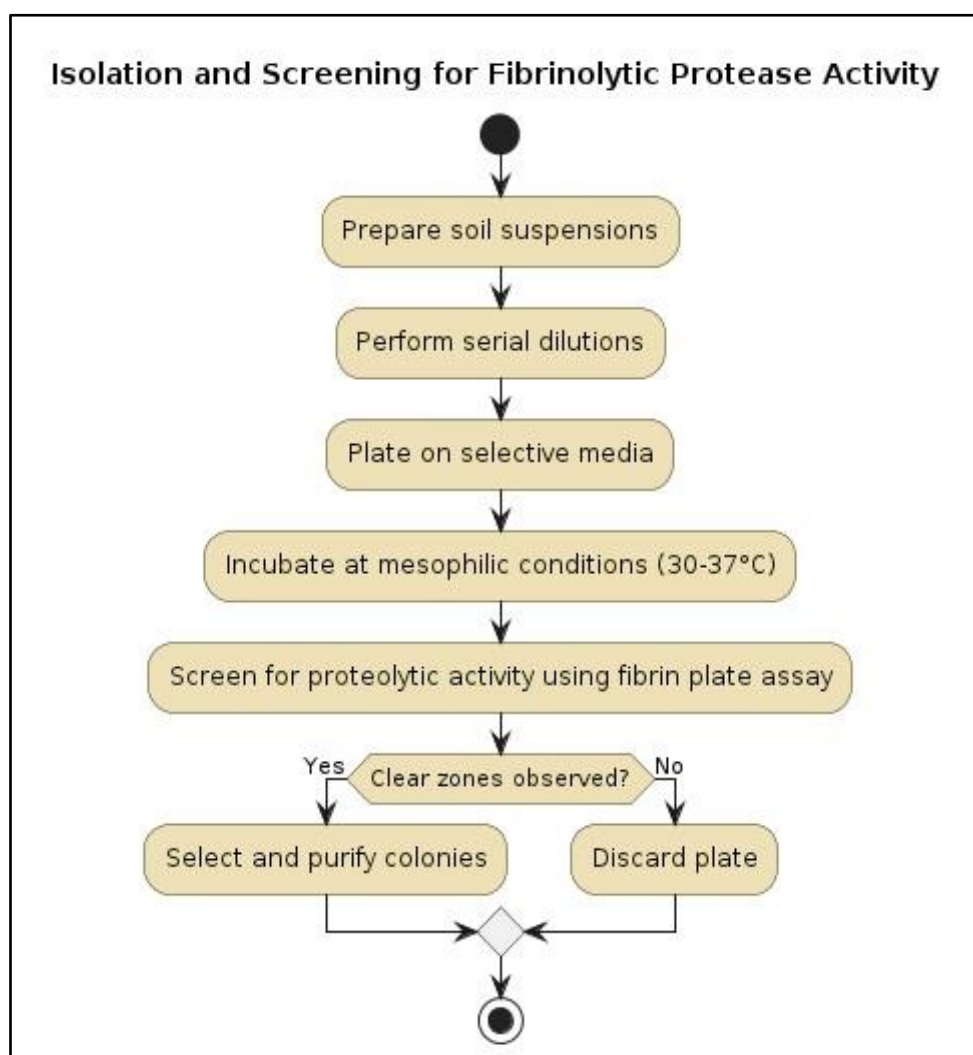 Isolation and Screening for Fibrinolytic Protease Activity
Prepare soil suspensions
Perform serial dilutions
Plate on selective media
Incubate at mesophilic conditions (30-37°C)
Screen for proteolytic activity using fibrin plate assay
Yes
Clear zones observed?
No
Select and purify colonies
Discard plate